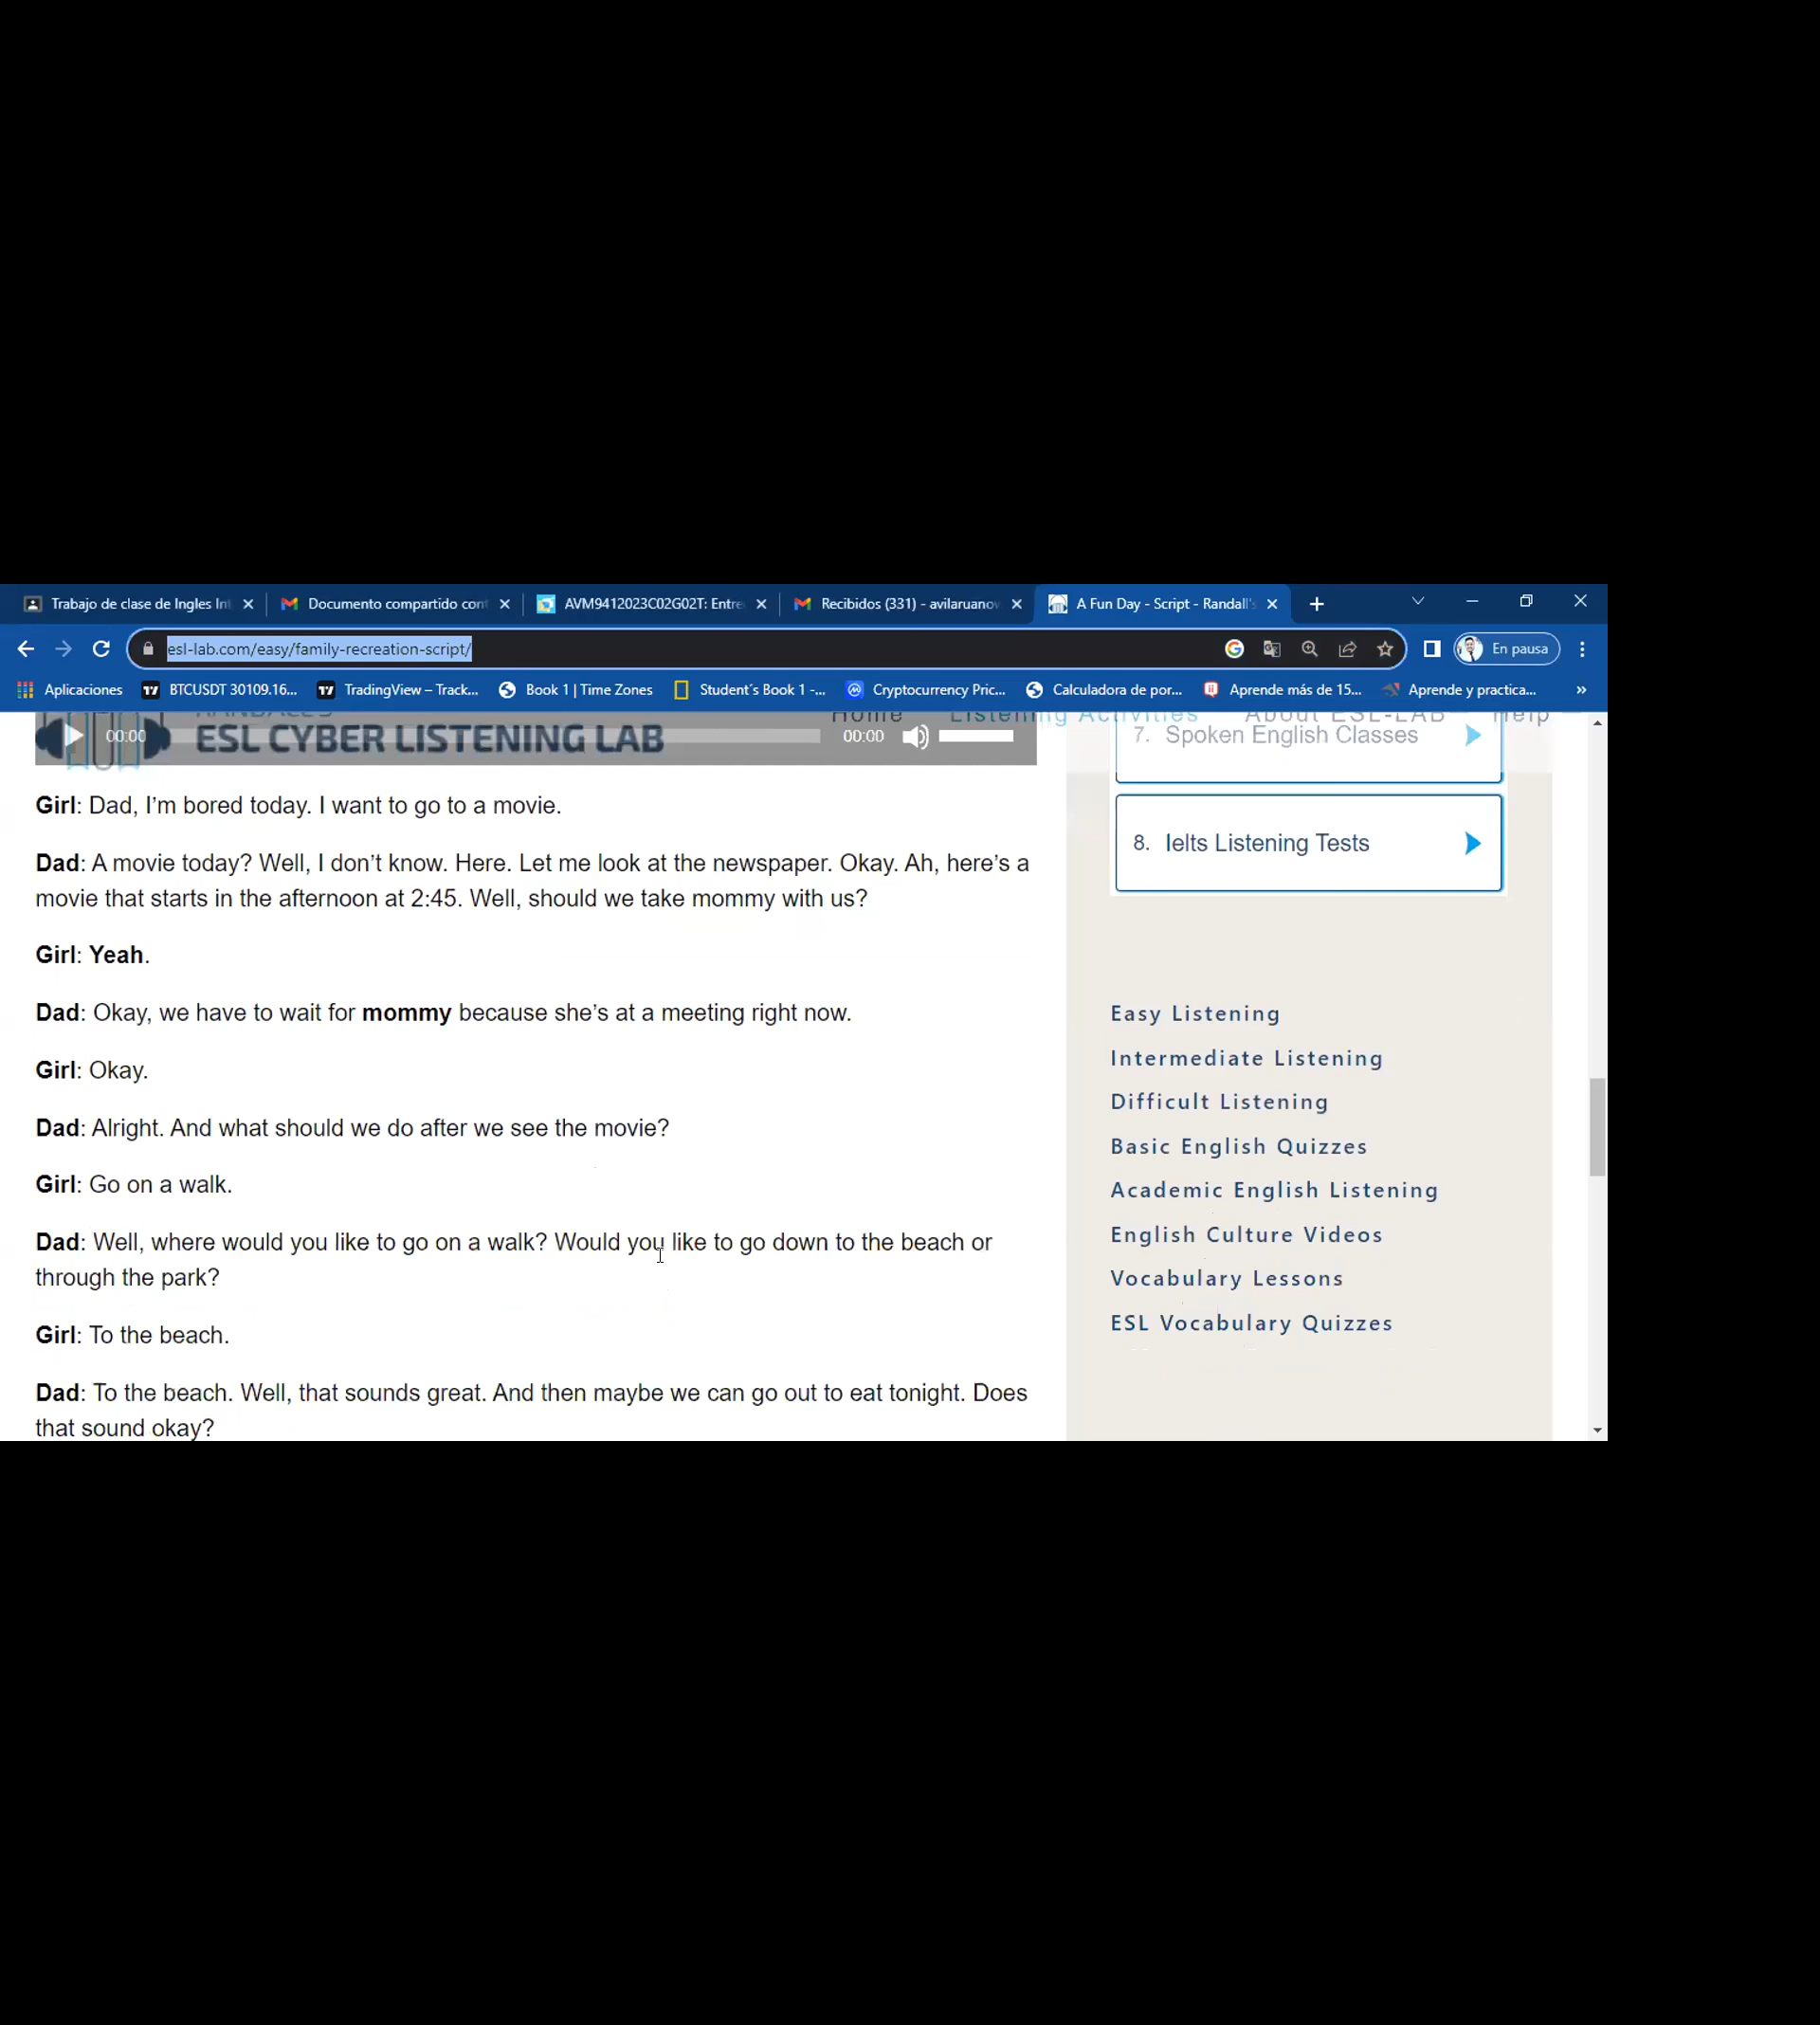 Trabajo de clase de Ingles Int
Documento compartido cont
AVM9412023C02G02T: Entre
Recibidos (331) - avilaruanov
A Fun Day - Script - Randall's
esl-lab.com/easy/family-recreation-script/
En pausa
Aplicaciones
BTCUSDT 30109.16...
TradingView – Track...
Book 1 | Time Zones
Student´s Book 1 -...
Cryptocurrency Pric...
Calculadora de por...
Aprende más de 15...
Aprende y practica...
»
RANDALL'S
ESL CYBER LISTENING LAB
00:00
00:00
Home Listening Activities About ESL-LAB Help
Girl: Dad, I’m bored today. I want to go to a movie.
Dad: A movie today? Well, I don’t know. Here. Let me look at the newspaper. Okay. Ah, here’s a
movie that starts in the afternoon at 2:45. Well, should we take mommy with us?
Girl: Yeah.
Dad: Okay, we have to wait for mommy because she’s at a meeting right now.
Girl: Okay.
Dad: Alright. And what should we do after we see the movie?
Girl: Go on a walk.
Dad: Well, where would you like to go on a walk? Would you like to go down to the beach or
through the park?
Girl: To the beach.
Dad: To the beach. Well, that sounds great. And then maybe we can go out to eat tonight. Does
that sound okay?
7. Spoken English Classes
8. Ielts Listening Tests
Easy Listening
Intermediate Listening
Difficult Listening
Basic English Quizzes
Academic English Listening
English Culture Videos
Vocabulary Lessons
ESL Vocabulary Quizzes